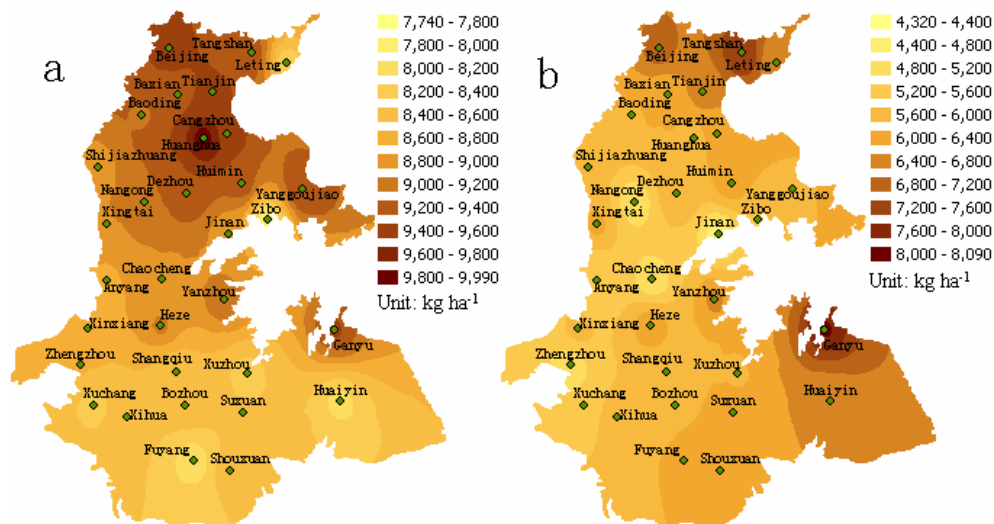 a
Beijing
Tangshan
Leting
Baxian
Tianjin
Baoding
Cangzhou
Huanghua
Shijiazhuang
Huimin
Nangong
Dezhou
Yanggoujiao
Xingtai
Zibo
Jinan
Chaocheng
Anyang
Yanzhou
Xinxiang
Heze
Ganyu
Zhengzhou
Shangqiu
Xuzhou
Xuchang
Bozhou
Huaiyin
Xihua
Suxuan
Fuyang
Shouxuan
7,740 - 7,800
7,800 - 8,000
8,000 - 8,200
8,200 - 8,400
8,400 - 8,600
8,600 - 8,800
8,800 - 9,000
9,000 - 9,200
9,200 - 9,400
9,400 - 9,600
9,600 - 9,800
9,800 - 9,990
Unit: kg ha-1
b
Beijing
Tangshan
Leting
Baxian
Tianjin
Baoding
Cangzhou
Huanghua
Shijiazhuang
Huimin
Nangong
Dezhou
Yanggoujiao
Xingtai
Zibo
Jinan
Chaocheng
Anyang
Yanzhou
Xinxiang
Heze
Ganyu
Zhengzhou
Shangqiu
Xuzhou
Xuchang
Bozhou
Huaiyin
Xihua
Suxuan
Fuyang
Shouxuan
4,320 - 4,400
4,400 - 4,800
4,800 - 5,200
5,200 - 5,600
5,600 - 6,000
6,000 - 6,400
6,400 - 6,800
6,800 - 7,200
7,200 - 7,600
7,600 - 8,000
8,000 - 8,090
Unit: kg ha-1